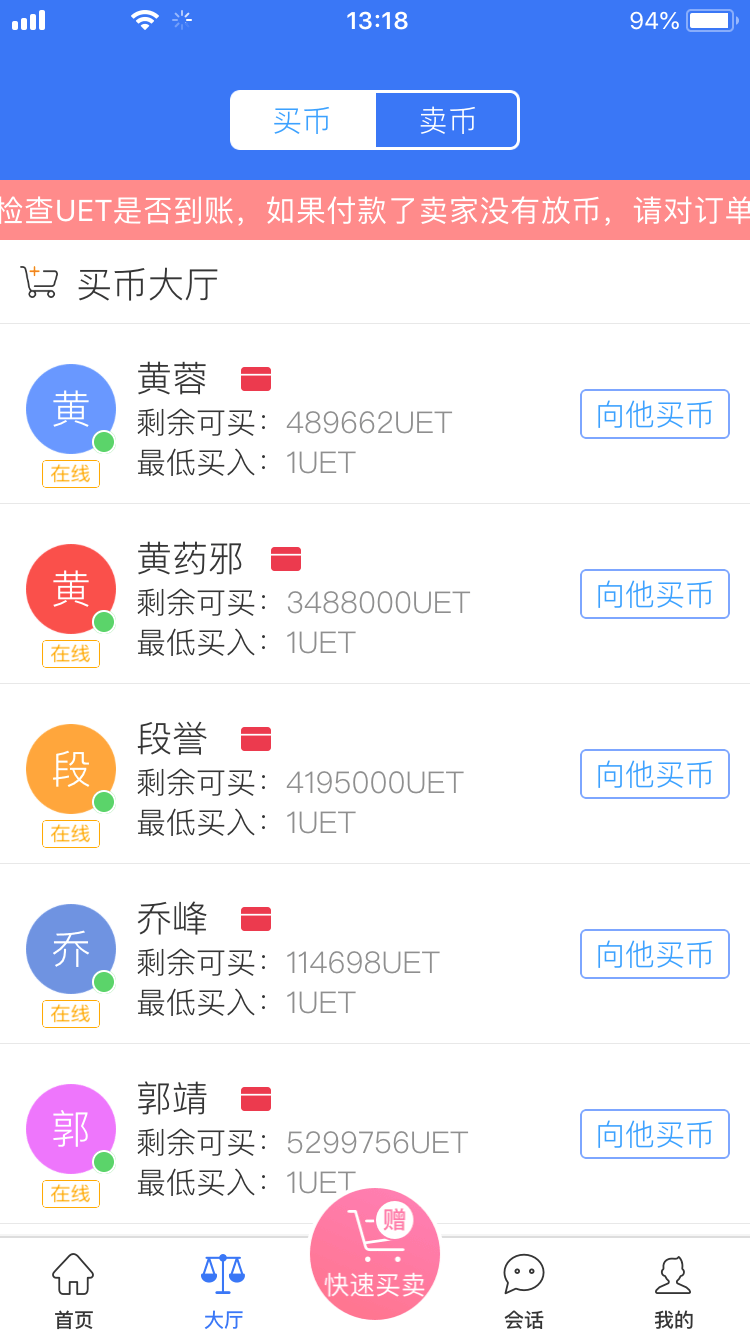 13:18
94%
买币
卖币
检查UET是否到账，如果付款了卖家没有放币，请对订单
买币大厅
黄
在线
黄蓉
剩余可买：489662UET
最低买入：1UET
向他买币
黄
在线
黄药邪
剩余可买：3488000UET
最低买入：1UET
向他买币
段
在线
段誉
剩余可买：4195000UET
最低买入：1UET
向他买币
乔
在线
乔峰
剩余可买：114698UET
最低买入：1UET
向他买币
郭
在线
郭靖
剩余可买：5299756UET
最低买入：1UET
向他买币
首页
大厅
赠
快速买卖
会话
我的